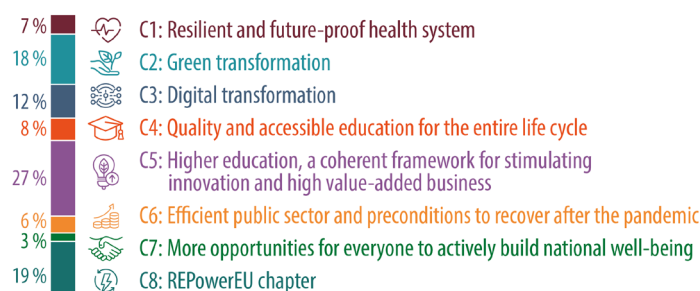 7 % C1: Resilient and future-proof health system
18 % C2: Green transformation
12 % C3: Digital transformation
8 % C4: Quality and accessible education for the entire life cycle
27 % C5: Higher education, a coherent framework for stimulating
innovation and high value-added business
6 % C6: Efficient public sector and preconditions to recover after the pandemic
3 % C7: More opportunities for everyone to actively build national well-being
19 % C8: REPowerEU chapter